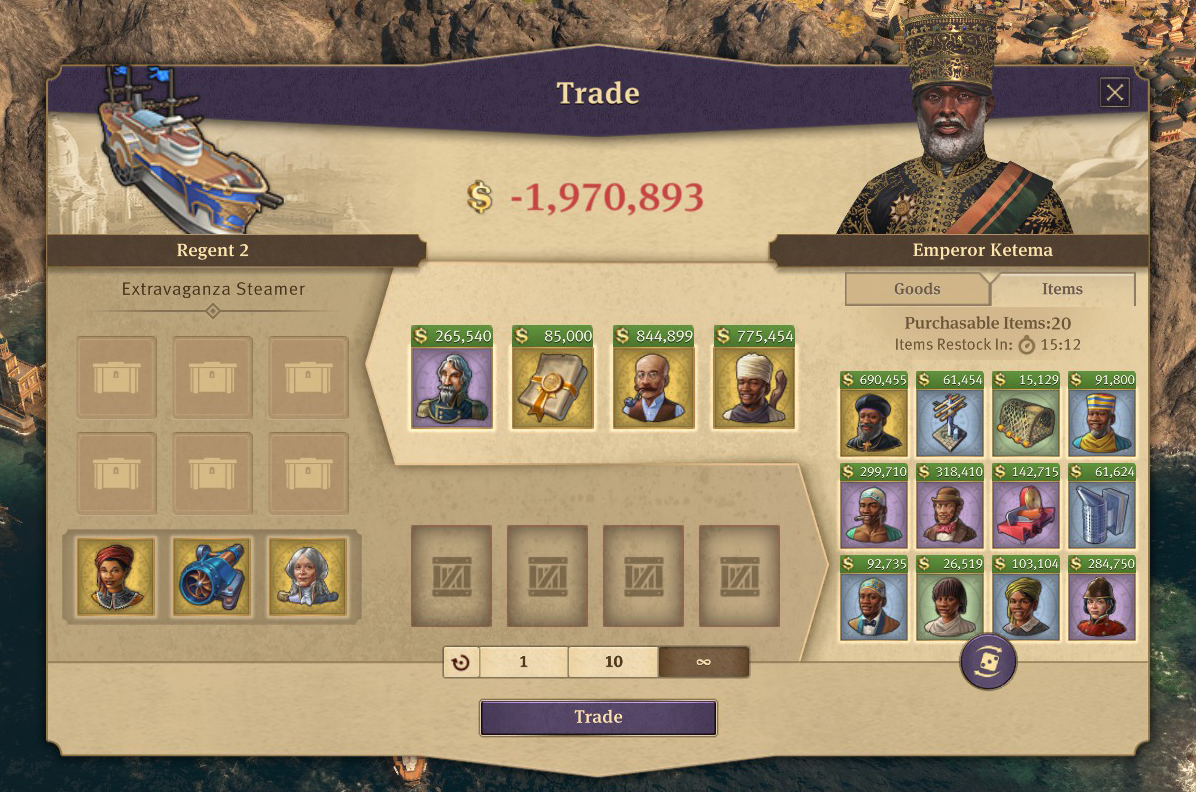 Trade
$ -1,970,893
Regent 2
Emperor Ketema
Extravaganza Steamer
Goods
Items
Purchasable Items:20
Items Restock In: 15:12
$ 265,540
$ 85,000
$ 844,899
$ 775,454
$ 690,455
$ 61,454
$ 15,129
$ 91,800
$ 299,710
$ 318,410
$ 142,715
$ 61,624
$ 92,735
$ 26,519
$ 103,104
$ 284,750
1
10
∞
Trade